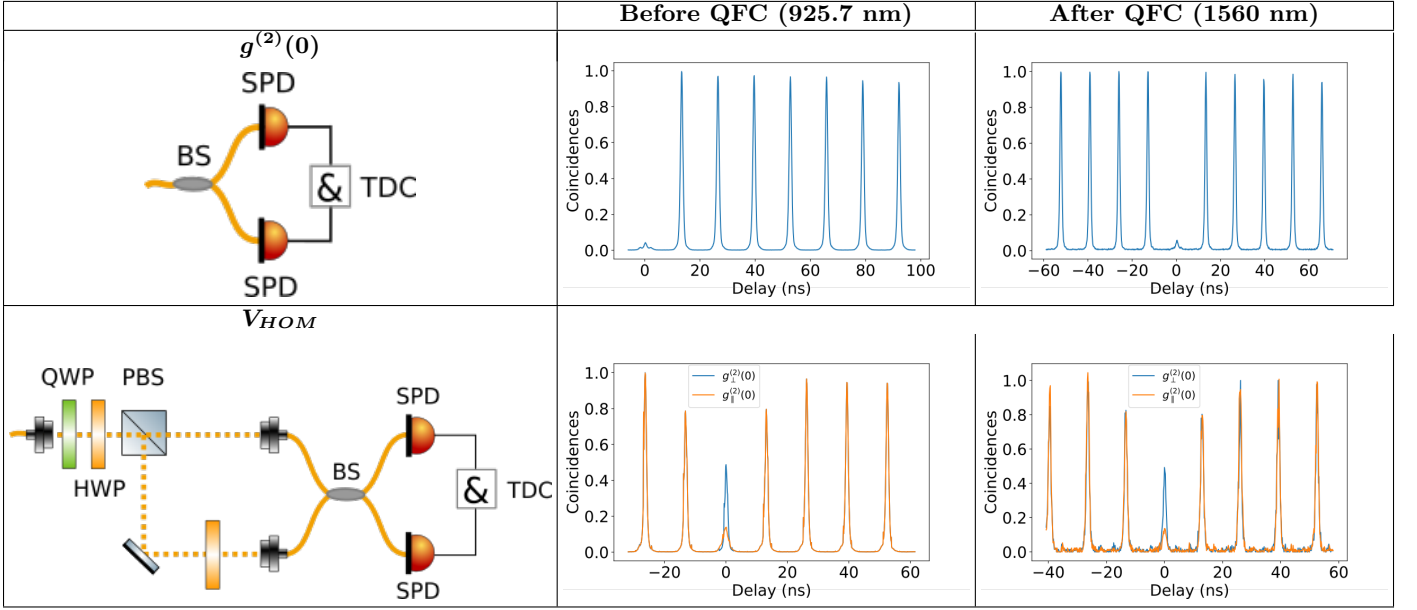 Before QFC (925.7 nm)
After QFC (1560 nm)
g⁽²⁾(0)
SPD
BS
& TDC
SPD
1.0
0.8
0.6
0.4
0.2
0.0
Coincidences
0 20 40 60 80 100
Delay (ns)
1.0
0.8
0.6
0.4
0.2
0.0
Coincidences
−60 −40 −20 0 20 40 60
Delay (ns)
V_HOM
QWP PBS
HWP
SPD
BS
& TDC
SPD
g⊥⁽²⁾(0)
g∥⁽²⁾(0)
1.0
0.8
0.6
0.4
0.2
0.0
Coincidences
−20 0 20 40 60
Delay (ns)
g⊥⁽²⁾(0)
g∥⁽²⁾(0)
1.0
0.8
0.6
0.4
0.2
0.0
Coincidences
−40 −20 0 20 40 60
Delay (ns)